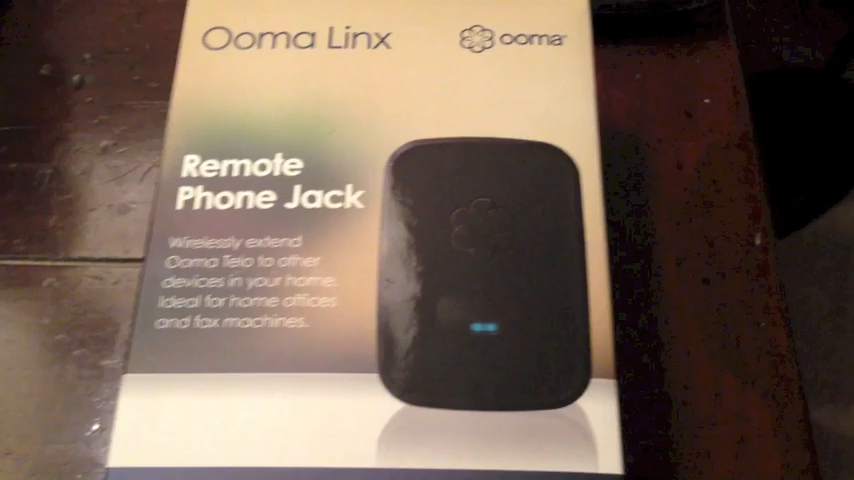 Ooma Linx
ooma
Remote
Phone Jack
Wirelessly extend
Ooma Telo to other
devices in your home.
Ideal for home offices
and fax machines.